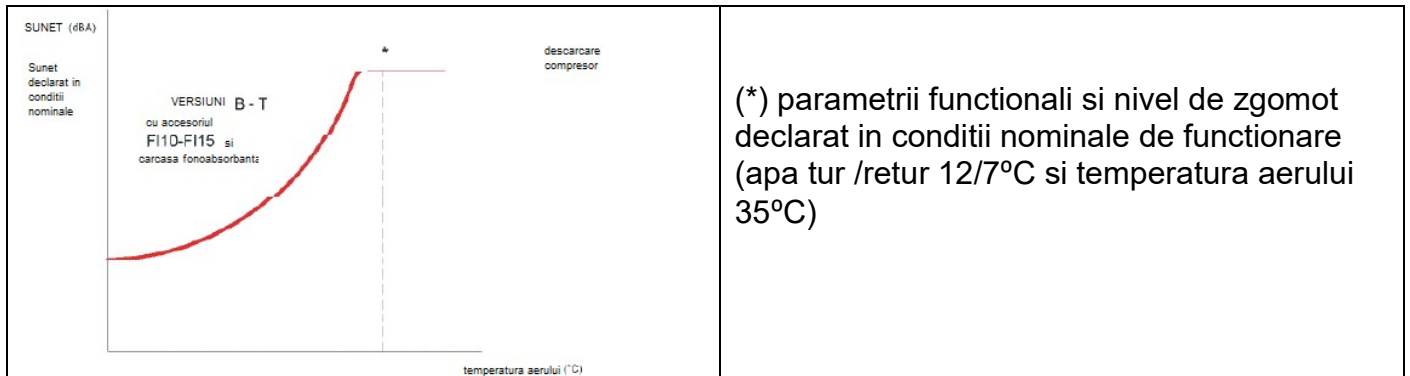 SUNET (dBA)
Sunet
declarat in
conditii
nominale
VERSIUNI B - T
cu accesoriul
FI10-FI15 si
carcasa fonoabsorbanta
*
descarcare
compresor
temperatura aerului (°C)
(*) parametrii functionali si nivel de zgomot
declarat in conditii nominale de functionare
(apa tur /retur 12/7ºC si temperatura aerului
35ºC)